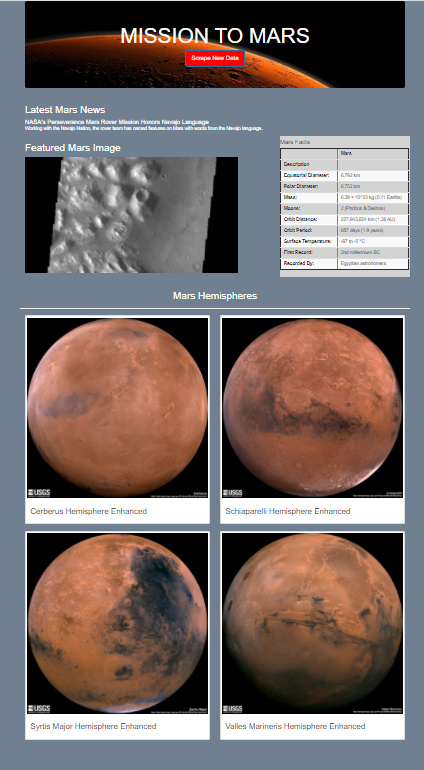 MISSION TO MARS
Scrape New Data
Latest Mars News
NASA's Perseverance Mars Rover Mission Honors Navajo Language
Working with the Navajo Nation, the rover team has named features on Mars with words from the Navajo language.
Featured Mars Image
Mars Facts
Mars
Description
Equatorial Diameter: 6,792 km
Polar Diameter: 6,752 km
Mass: 6.39 × 10^23 kg (0.11 Earths)
Moons: 2 (Phobos & Deimos)
Orbit Distance: 227,943,824 km (1.38 AU)
Orbit Period: 687 days (1.9 years)
Surface Temperature: -87 to -5 °C
First Record: 2nd millennium BC
Recorded By: Egyptian astronomers
Mars Hemispheres
USGS
Cerberus
USGS
Cerberus Hemisphere Enhanced
Schiaparelli Hemisphere Enhanced
USGS
Syrtis Major
USGS
Syrtis Major Hemisphere Enhanced
Valles Marineris Hemisphere Enhanced